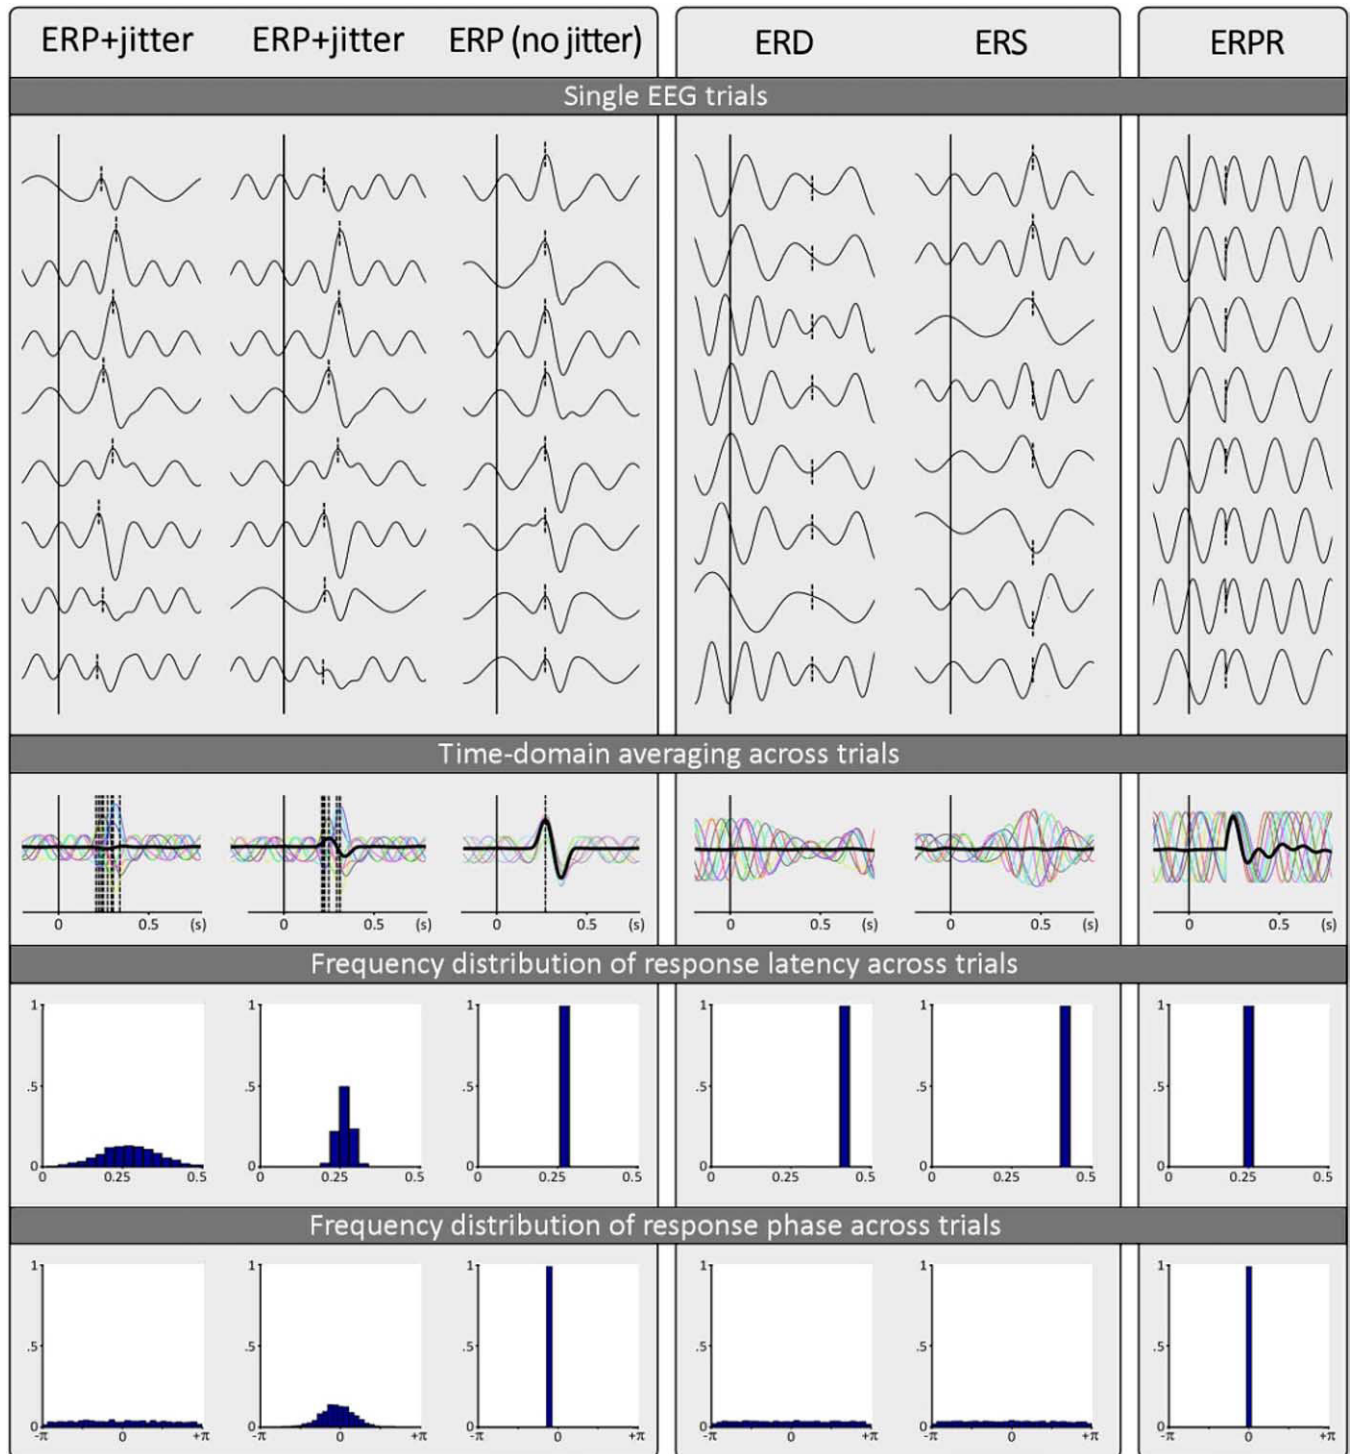 ERP+jitter ERP+jitter ERP (no jitter) ERD ERS ERPR
Single EEG trials
Time-domain averaging across trials
0 0.5 (s) 0 0.5 (s) 0 0.5 0 0.5 (s) 0 0.5 (s) 0 0.5 (s)
Frequency distribution of response latency across trials
1 1 1 1 1 1
.5 .5 .5 .5 .5 .5
0 0 0 0 0 0
0 0.25 0.5 0 0.25 0.5 0 0.25 0.5 0 0.25 0.5 0 0.25 0.5 0 0.25 0.5
Frequency distribution of response phase across trials
1 1 1 1 1 1
.5 .5 .5 .5 .5 .5
0 0 0 0 0 0
-π 0 +π -π 0 +π -π 0 +π -π 0 +π -π 0 +π -π 0 +π